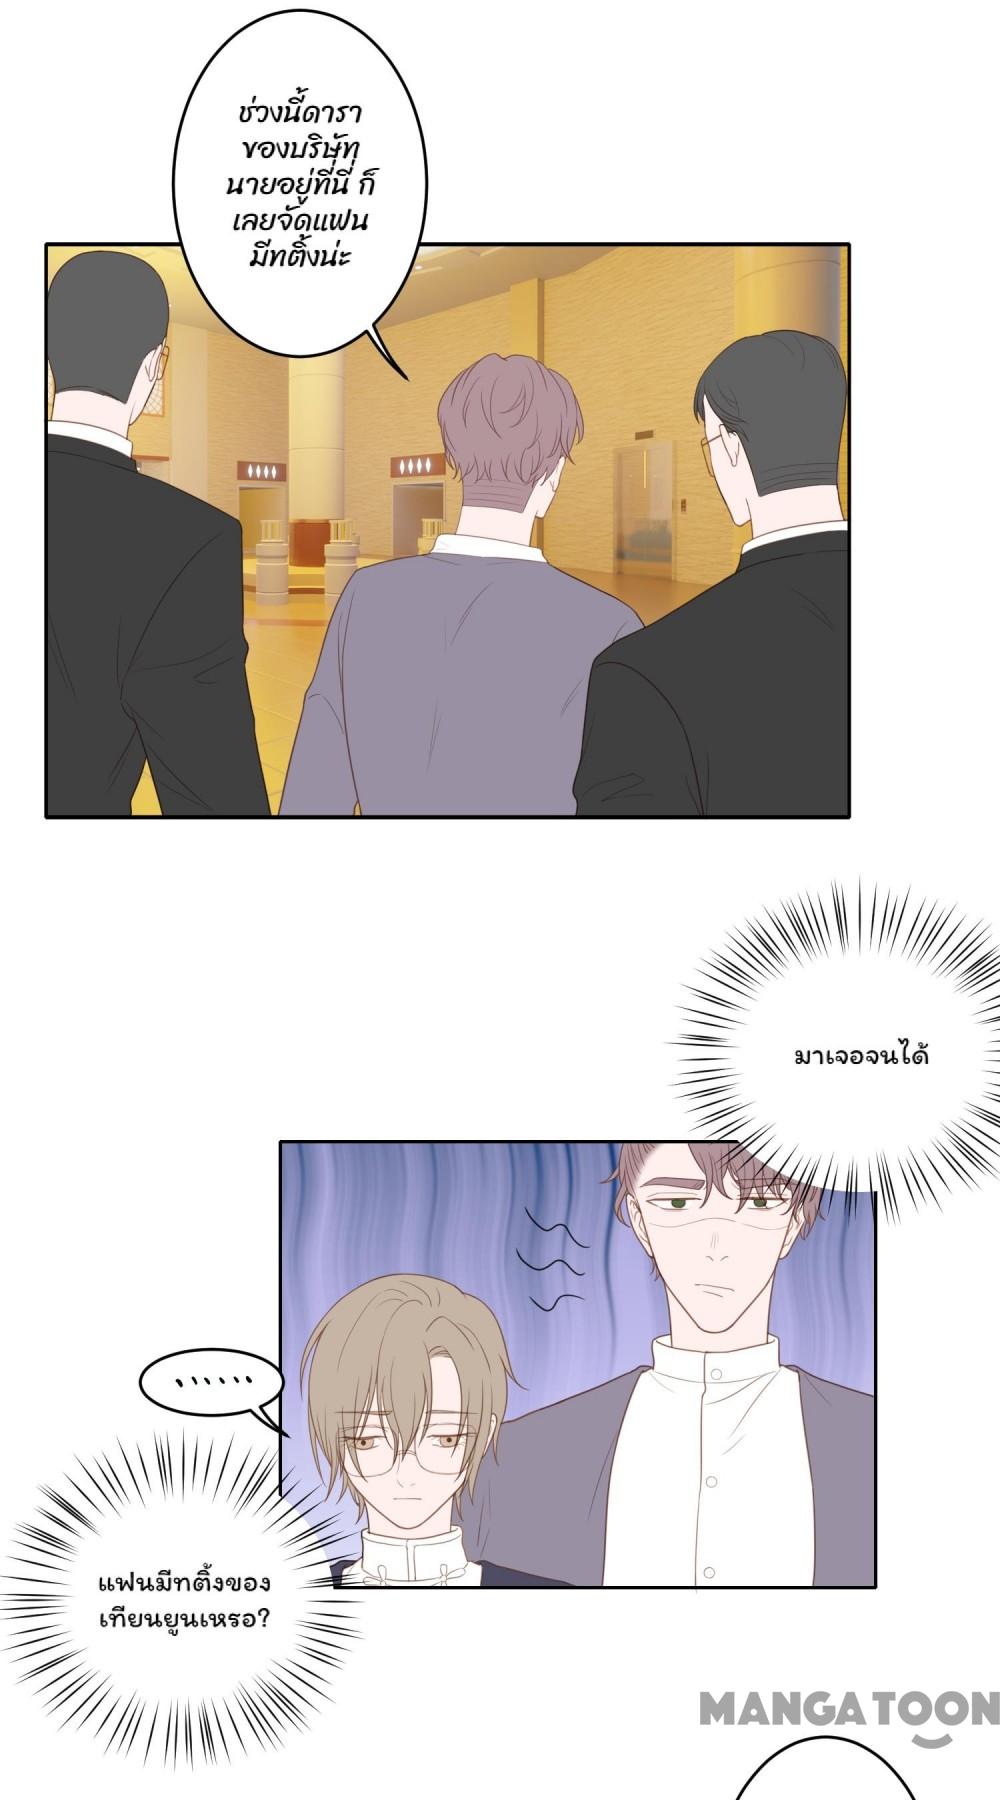 ช่วงนี้ดารา
ของบริษัท
นายอยู่ที่นี่ ก็
เลยจัดแฟน
มีทติ้งน่ะ
มาเจอจนได้
......
แฟนมีทติ้งของ
เทียนยูนเหรอ?
MANGATOON